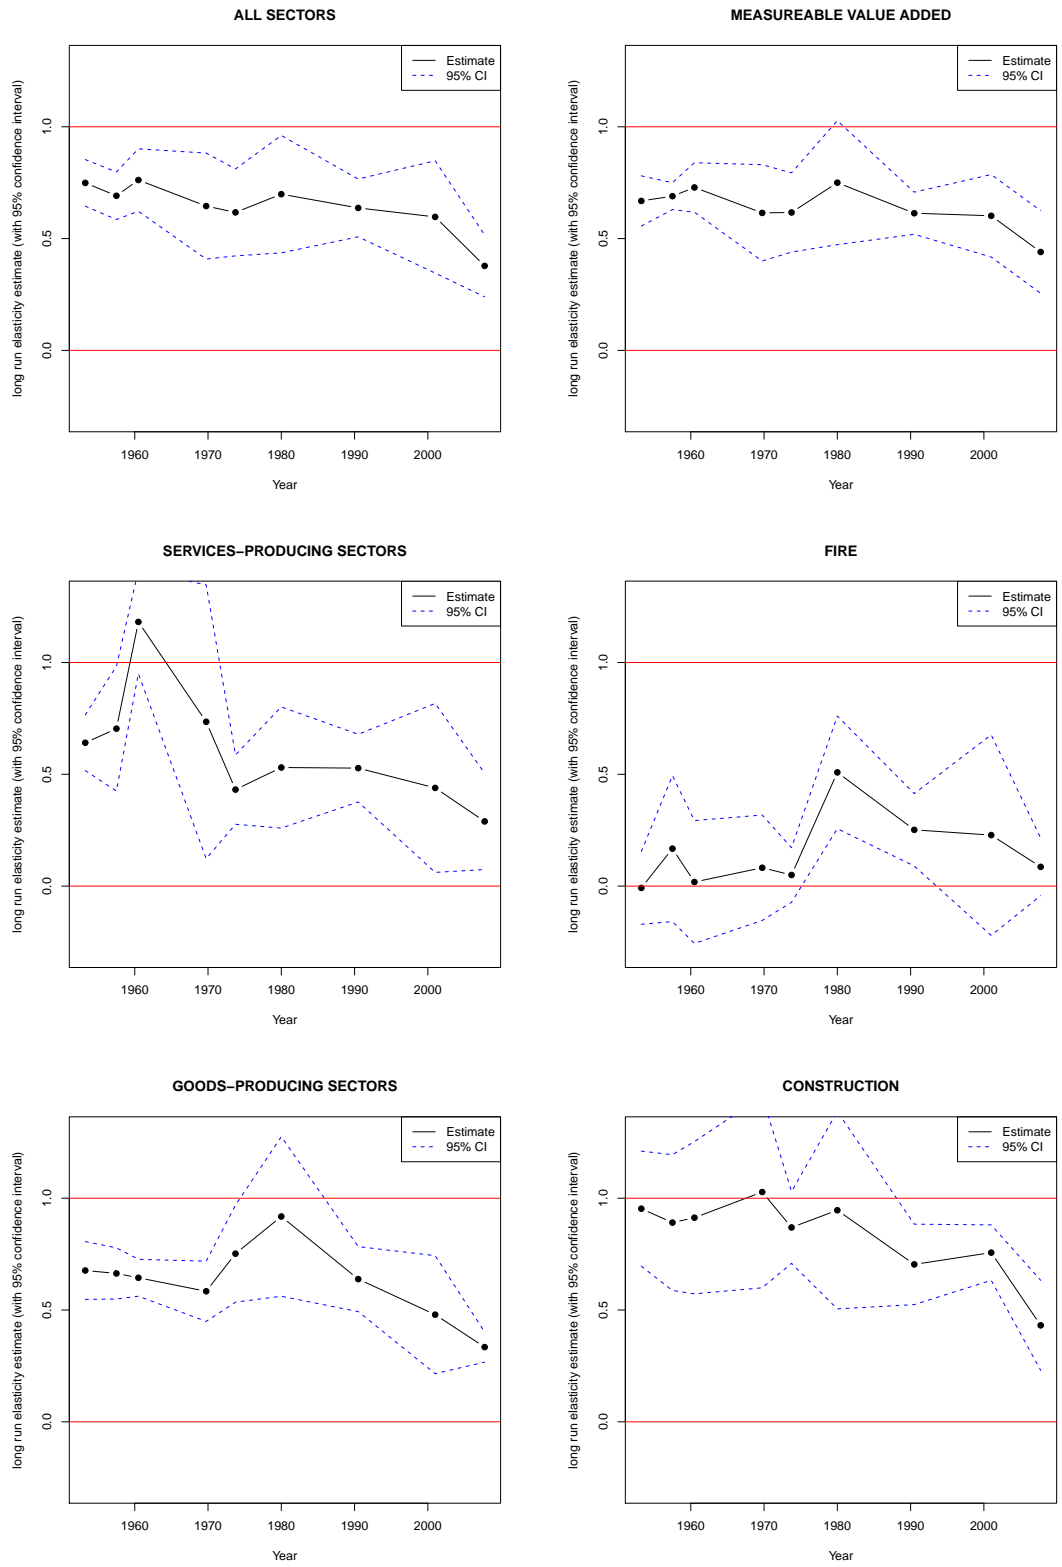 ALL SECTORS
long run elasticity estimate (with 95% confidence interval)
1.0
0.5
0.0
Estimate
95% CI
1960 1970 1980 1990 2000
Year
MEASUREABLE VALUE ADDED
long run elasticity estimate (with 95% confidence interval)
1.0
0.5
0.0
Estimate
95% CI
1960 1970 1980 1990 2000
Year
SERVICES−PRODUCING SECTORS
long run elasticity estimate (with 95% confidence interval)
1.0
0.5
0.0
Estimate
95% CI
1960 1970 1980 1990 2000
Year
FIRE
long run elasticity estimate (with 95% confidence interval)
1.0
0.5
0.0
Estimate
95% CI
1960 1970 1980 1990 2000
Year
GOODS−PRODUCING SECTORS
long run elasticity estimate (with 95% confidence interval)
1.0
0.5
0.0
Estimate
95% CI
1960 1970 1980 1990 2000
Year
CONSTRUCTION
long run elasticity estimate (with 95% confidence interval)
1.0
0.5
0.0
Estimate
95% CI
1960 1970 1980 1990 2000
Year